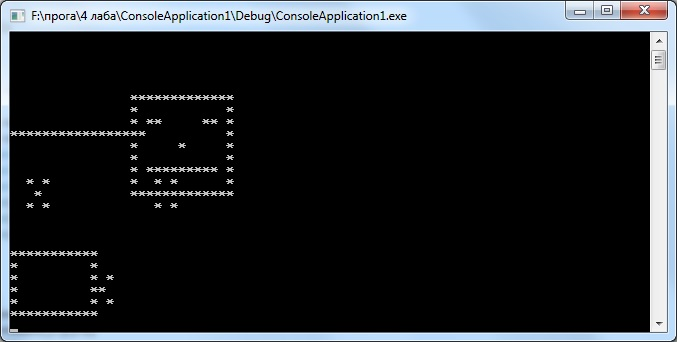 F:\прога\4 лаба\ConsoleApplication1\Debug\ConsoleApplication1.exe
               *************
               *           *
               * **     ** *
*****************          *
               *     *     *
               *           *
               * ********* *
  * *          *  * *      *
   *           *************
  * *             * *
***********
*         *
*         * *
*         **
*         * *
***********